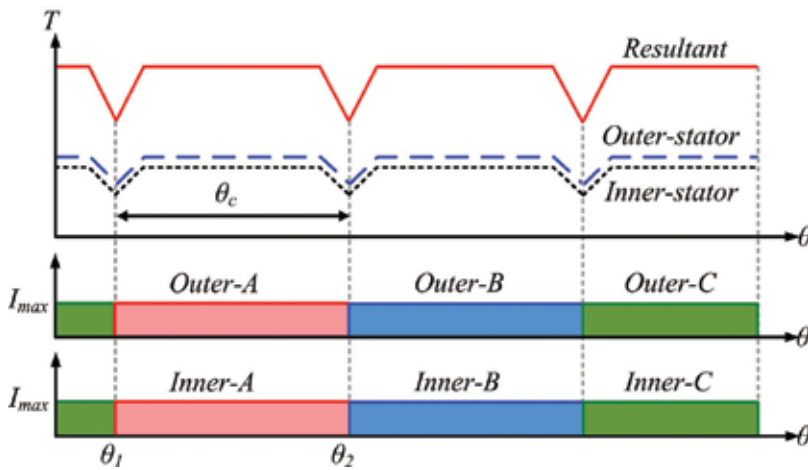 T
Resultant
Outer-stator
Inner-stator
θc
θ
Outer-A Outer-B Outer-C
Imax
θ
Inner-A Inner-B Inner-C
Imax
θ
θ1 θ2